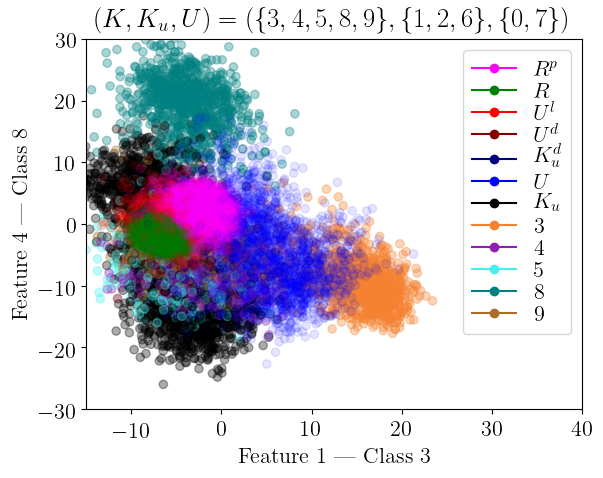 (K, K_u, U) = ({3, 4, 5, 8, 9}, {1, 2, 6}, {0, 7})
30
20
10
0
−10
−20
−30
Feature 4 — Class 8
R^p
R
U^l
U^d
K_u^d
U
K_u
3
4
5
8
9
−10
0
10
20
30
40
Feature 1 — Class 3